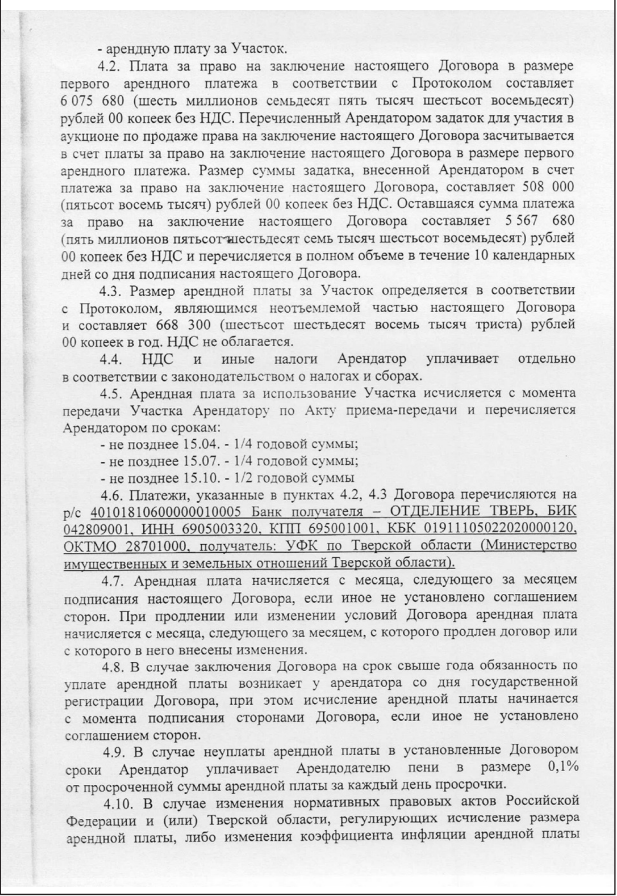 - арендную плату за Участок.
4.2. Плата за право на заключение настоящего Договора в размере
первого арендного платежа в соответствии с Протоколом составляет
6 075 680 (шесть миллионов семьдесят пять тысяч шестьсот восемьдесят)
рублей 00 копеек без НДС. Перечисленный Арендатором задаток для участия в
аукционе по продаже права на заключение настоящего Договора засчитывается
в счет платы за право на заключение настоящего Договора в размере первого
арендного платежа. Размер суммы задатка, внесенной Арендатором в счет
платежа за право на заключение настоящего Договора, составляет 508 000
(пятьсот восемь тысяч) рублей 00 копеек без НДС. Оставшаяся сумма платежа
за право на заключение настоящего Договора составляет 5 567 680
(пять миллионов пятьсот шестьдесят семь тысяч шестьсот восемьдесят) рублей
00 копеек без НДС и перечисляется в полном объеме в течение 10 календарных
дней со дня подписания настоящего Договора.
4.3. Размер арендной платы за Участок определяется в соответствии
с Протоколом, являющимся неотъемлемой частью настоящего Договора
и составляет 668 300 (шестьсот шестьдесят восемь тысяч триста) рублей
00 копеек в год. НДС не облагается.
4.4. НДС и иные налоги Арендатор уплачивает отдельно
в соответствии с законодательством о налогах и сборах.
4.5. Арендная плата за использование Участка исчисляется с момента
передачи Участка Арендатору по Акту приема-передачи и перечисляется
Арендатором по срокам:
- не позднее 15.04. - 1/4 годовой суммы;
- не позднее 15.07. - 1/4 годовой суммы;
- не позднее 15.10. - 1/2 годовой суммы
4.6. Платежи, указанные в пунктах 4.2, 4.3 Договора перечисляются на
р/с 40101810600000010005 Банк получателя – ОТДЕЛЕНИЕ ТВЕРЬ, БИК
042809001, ИНН 6905003320, КПП 695001001, КБК 01911105022020000120,
ОКТМО 28701000, получатель: УФК по Тверской области (Министерство
имущественных и земельных отношений Тверской области).
4.7. Арендная плата начисляется с месяца, следующего за месяцем
подписания настоящего Договора, если иное не установлено соглашением
сторон. При продлении или изменении условий Договора арендная плата
начисляется с месяца, следующего за месяцем, с которого продлен договор или
с которого в него внесены изменения.
4.8. В случае заключения Договора на срок свыше года обязанность по
уплате арендной платы возникает у арендатора со дня государственной
регистрации Договора, при этом исчисление арендной платы начинается
с момента подписания сторонами Договора, если иное не установлено
соглашением сторон.
4.9. В случае неуплаты арендной платы в установленные Договором
сроки Арендатор уплачивает Арендодателю пени в размере 0,1%
от просроченной суммы арендной платы за каждый день просрочки.
4.10. В случае изменения нормативных правовых актов Российской
Федерации и (или) Тверской области, регулирующих исчисление размера
арендной платы, либо изменения коэффициента инфляции арендной платы